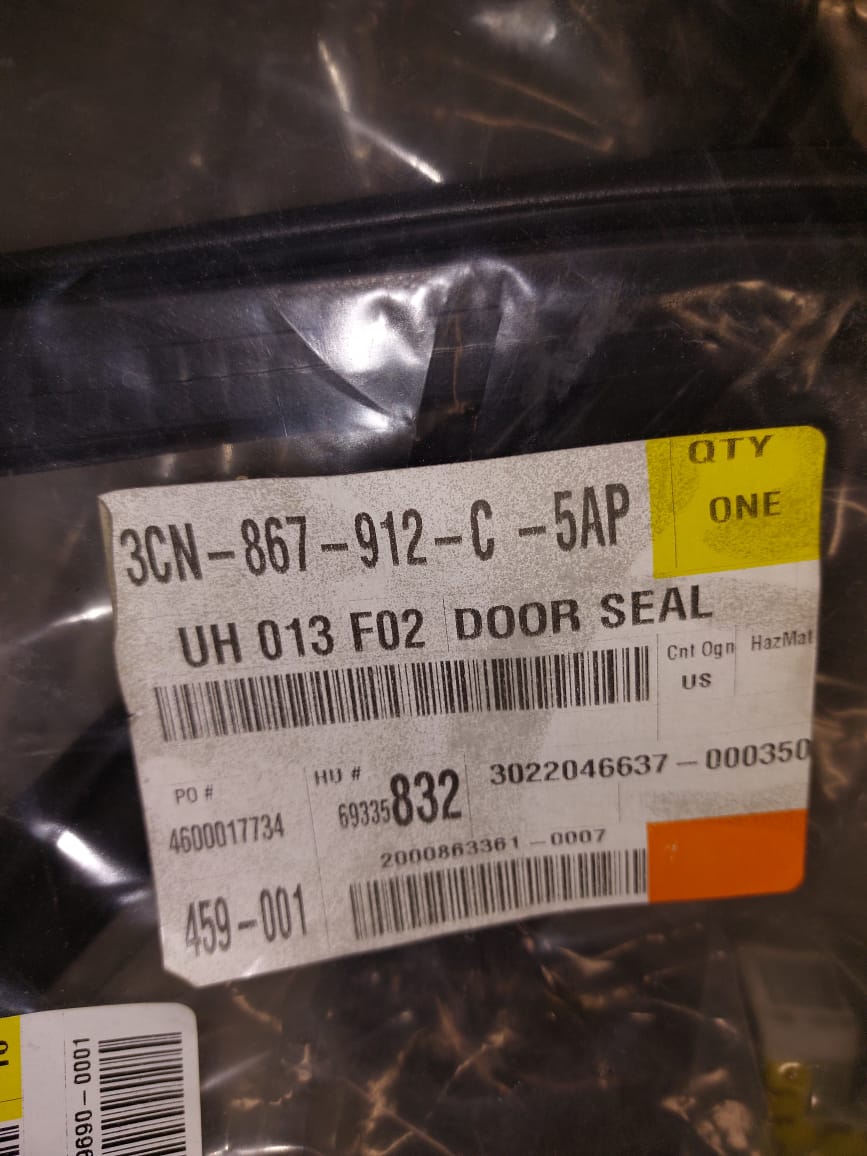 QTY
ONE
3CN-867-912-C -5AP
UH 013 F02 DOOR SEAL
Cnt Ogn HazMat
US
PO # HU #
4600017734 69335832 3022046637-000350
2000863361-0007
459-001
9690-0001